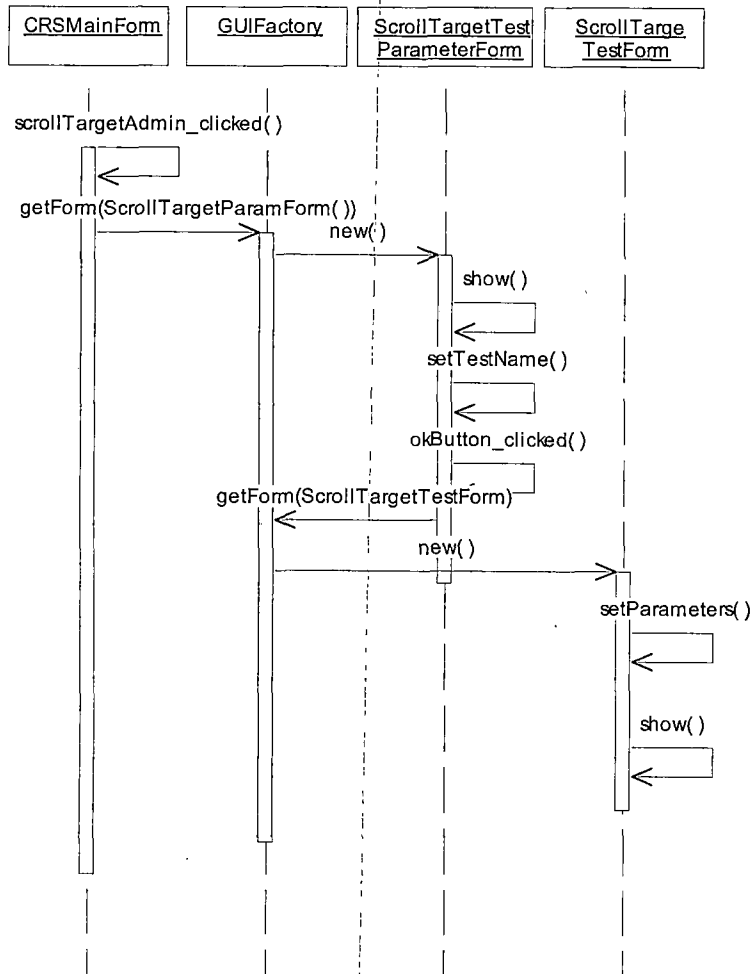 CRSMainForm
GUIFactory
ScrollTargetTest
ParameterForm
ScrollTarge
TestForm
scrollTargetAdmin_clicked()
getForm(ScrollTargetParamForm())
new()
show()
setTestName()
okButton_clicked()
getForm(ScrollTargetTestForm)
new()
setParameters()
show()